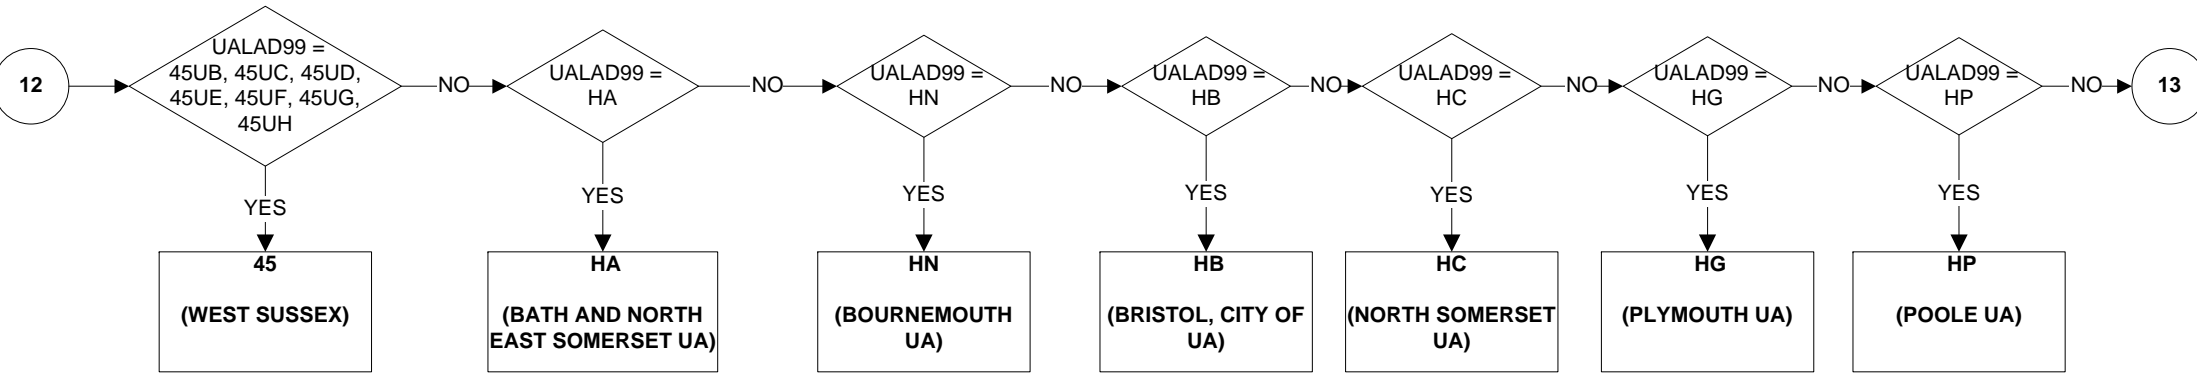 12
UALAD99 =
45UB, 45UC, 45UD,
45UE, 45UF, 45UG,
45UH
NO
UALAD99 =
HA
NO
UALAD99 =
HN
NO
UALAD99 =
HB
NO
UALAD99 =
HC
NO
UALAD99 =
HG
NO
UALAD99 =
HP
NO
13
YES
YES
YES
YES
YES
YES
YES
45
(WEST SUSSEX)
HA
(BATH AND NORTH
EAST SOMERSET UA)
HN
(BOURNEMOUTH
UA)
HB
(BRISTOL, CITY OF
UA)
HC
(NORTH SOMERSET
UA)
HG
(PLYMOUTH UA)
HP
(POOLE UA)